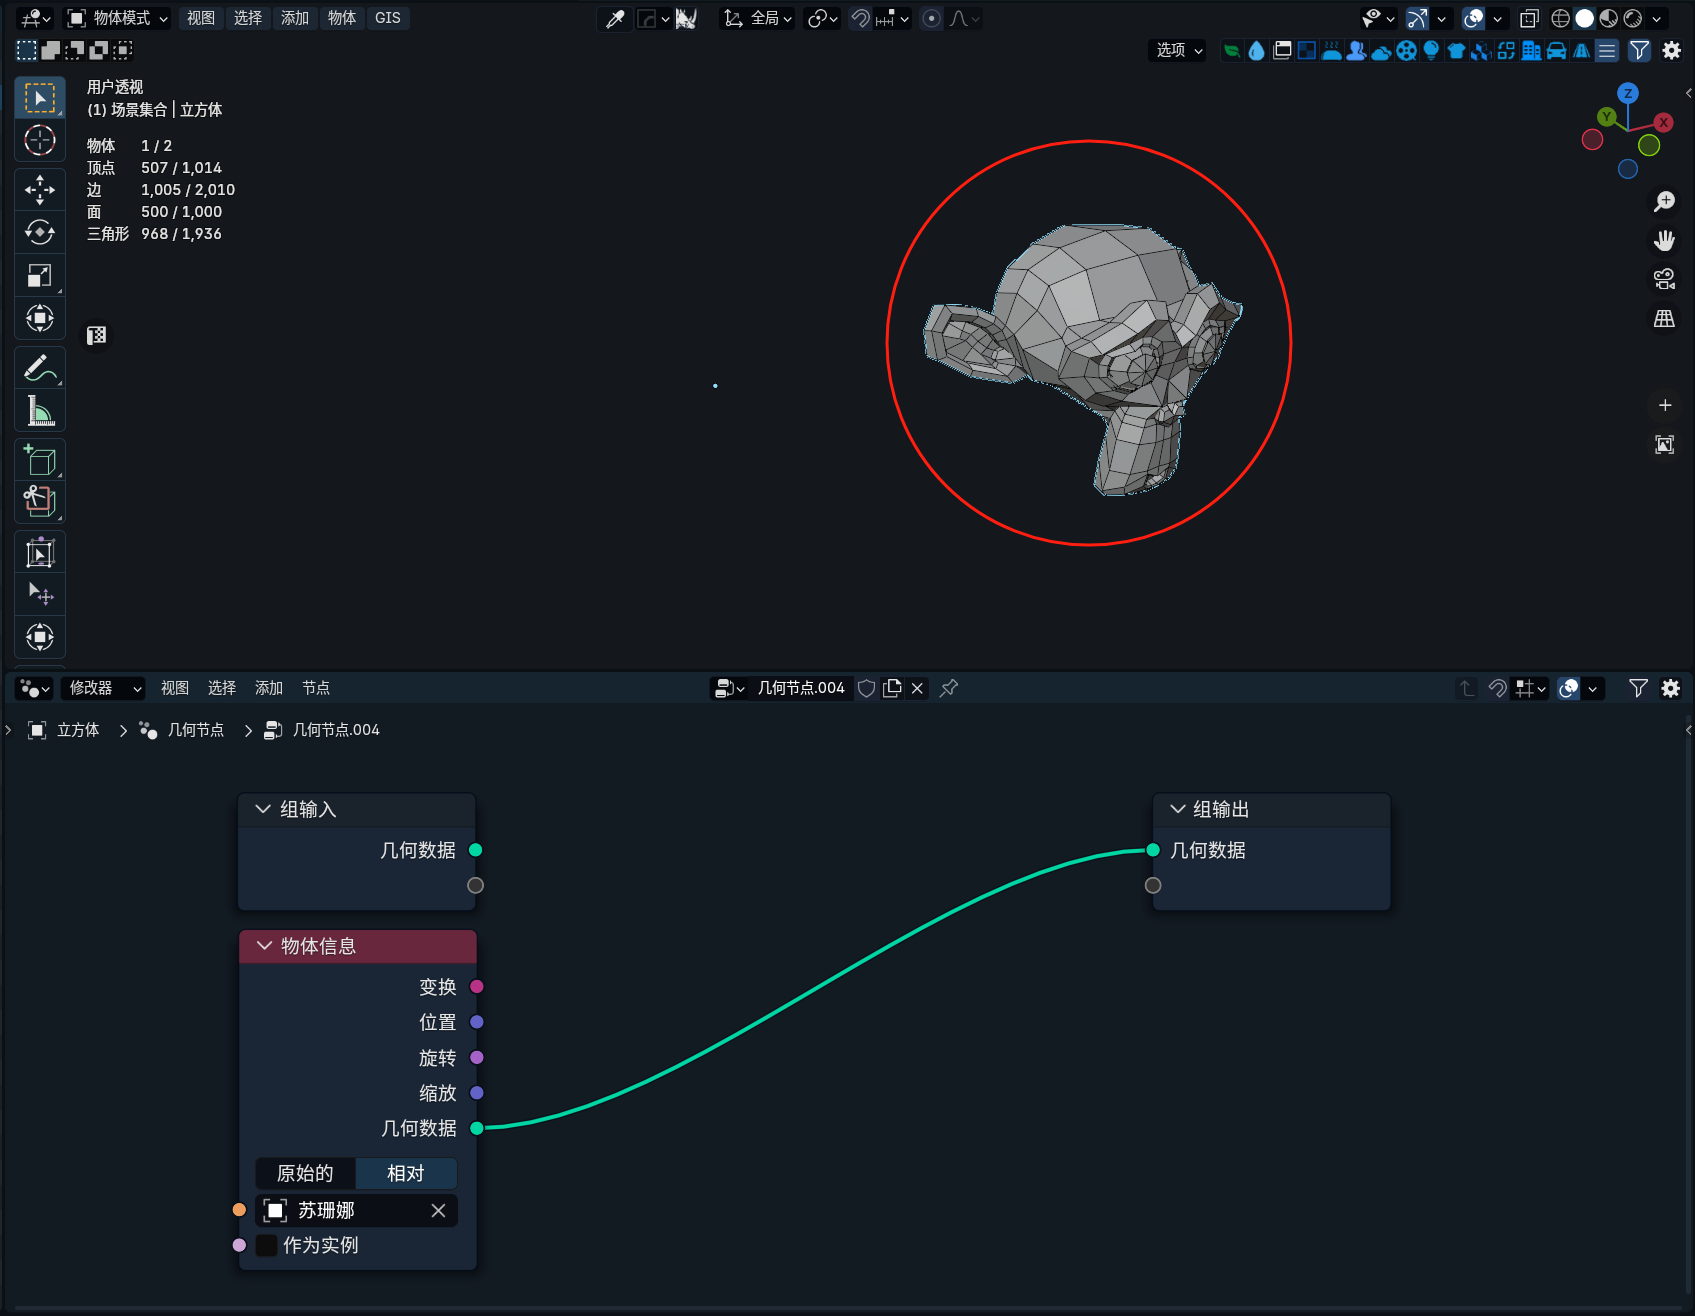 物体模式 视图 选择 添加 物体 GIS 全局
选项
用户透视
(1) 场景集合 | 立方体
物体 1 / 2
顶点 507 / 1,014
边 1,005 / 2,010
面 500 / 1,000
三角形 968 / 1,936
Z
Y
X
修改器 视图 选择 添加 节点 几何节点.004
立方体 几何节点 几何节点.004
组输入
几何数据
组输出
几何数据
物体信息
变换
位置
旋转
缩放
几何数据
原始的 相对
苏珊娜
作为实例